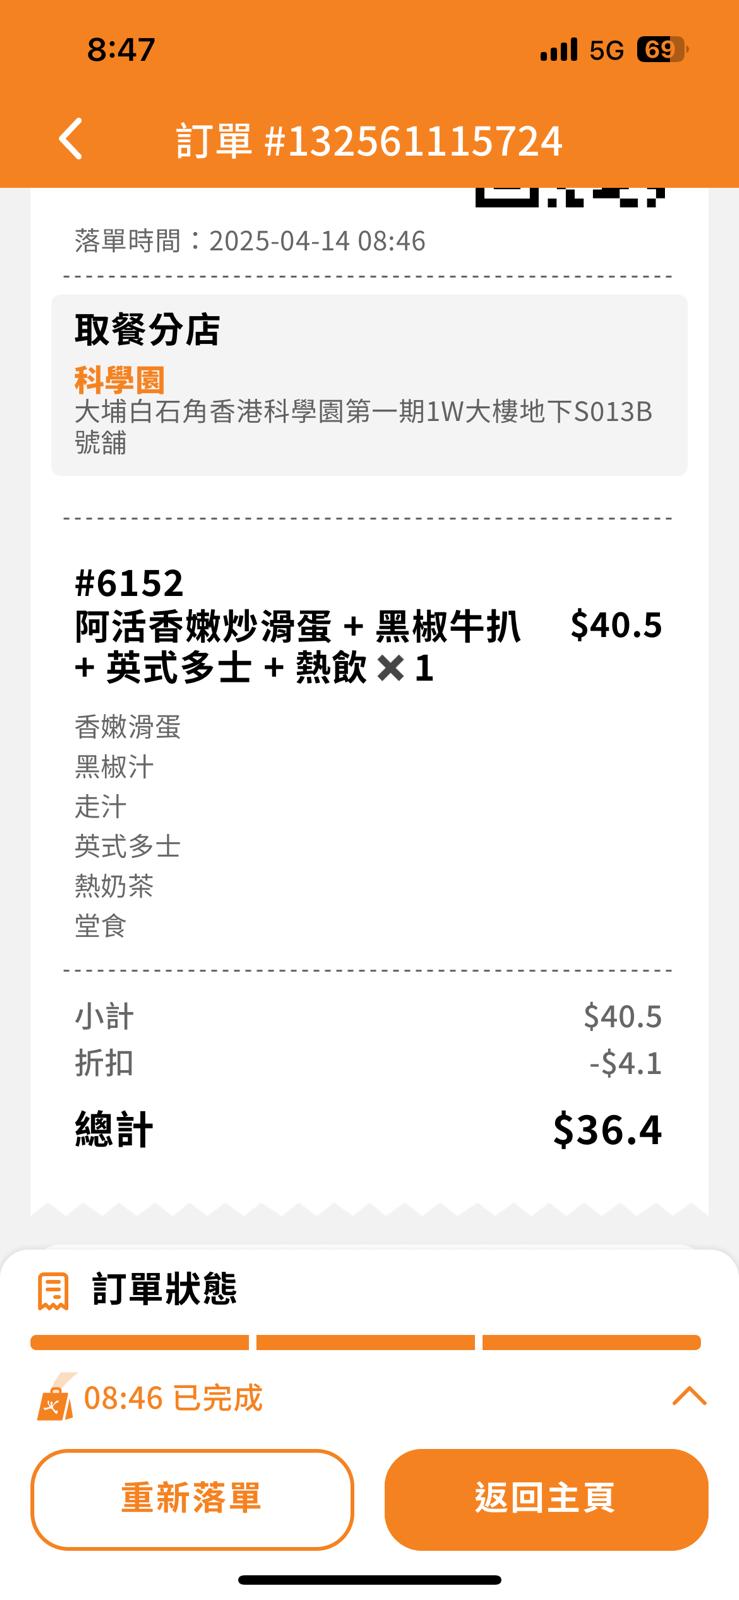 8:47
5G
69
訂單 #132561115724
落單時間：2025-04-14 08:46
取餐分店
科學園
大埔白石角香港科學園第一期1W大樓地下S013B
號舖
#6152
阿活香嫩炒滑蛋 + 黑椒牛扒 $40.5
+ 英式多士 + 熱飲 ✖ 1
香嫩滑蛋
黑椒汁
走汁
英式多士
熱奶茶
堂食
小計 $40.5
折扣 -$4.1
總計 $36.4
訂單狀態
08:46 已完成
重新落單
返回主頁